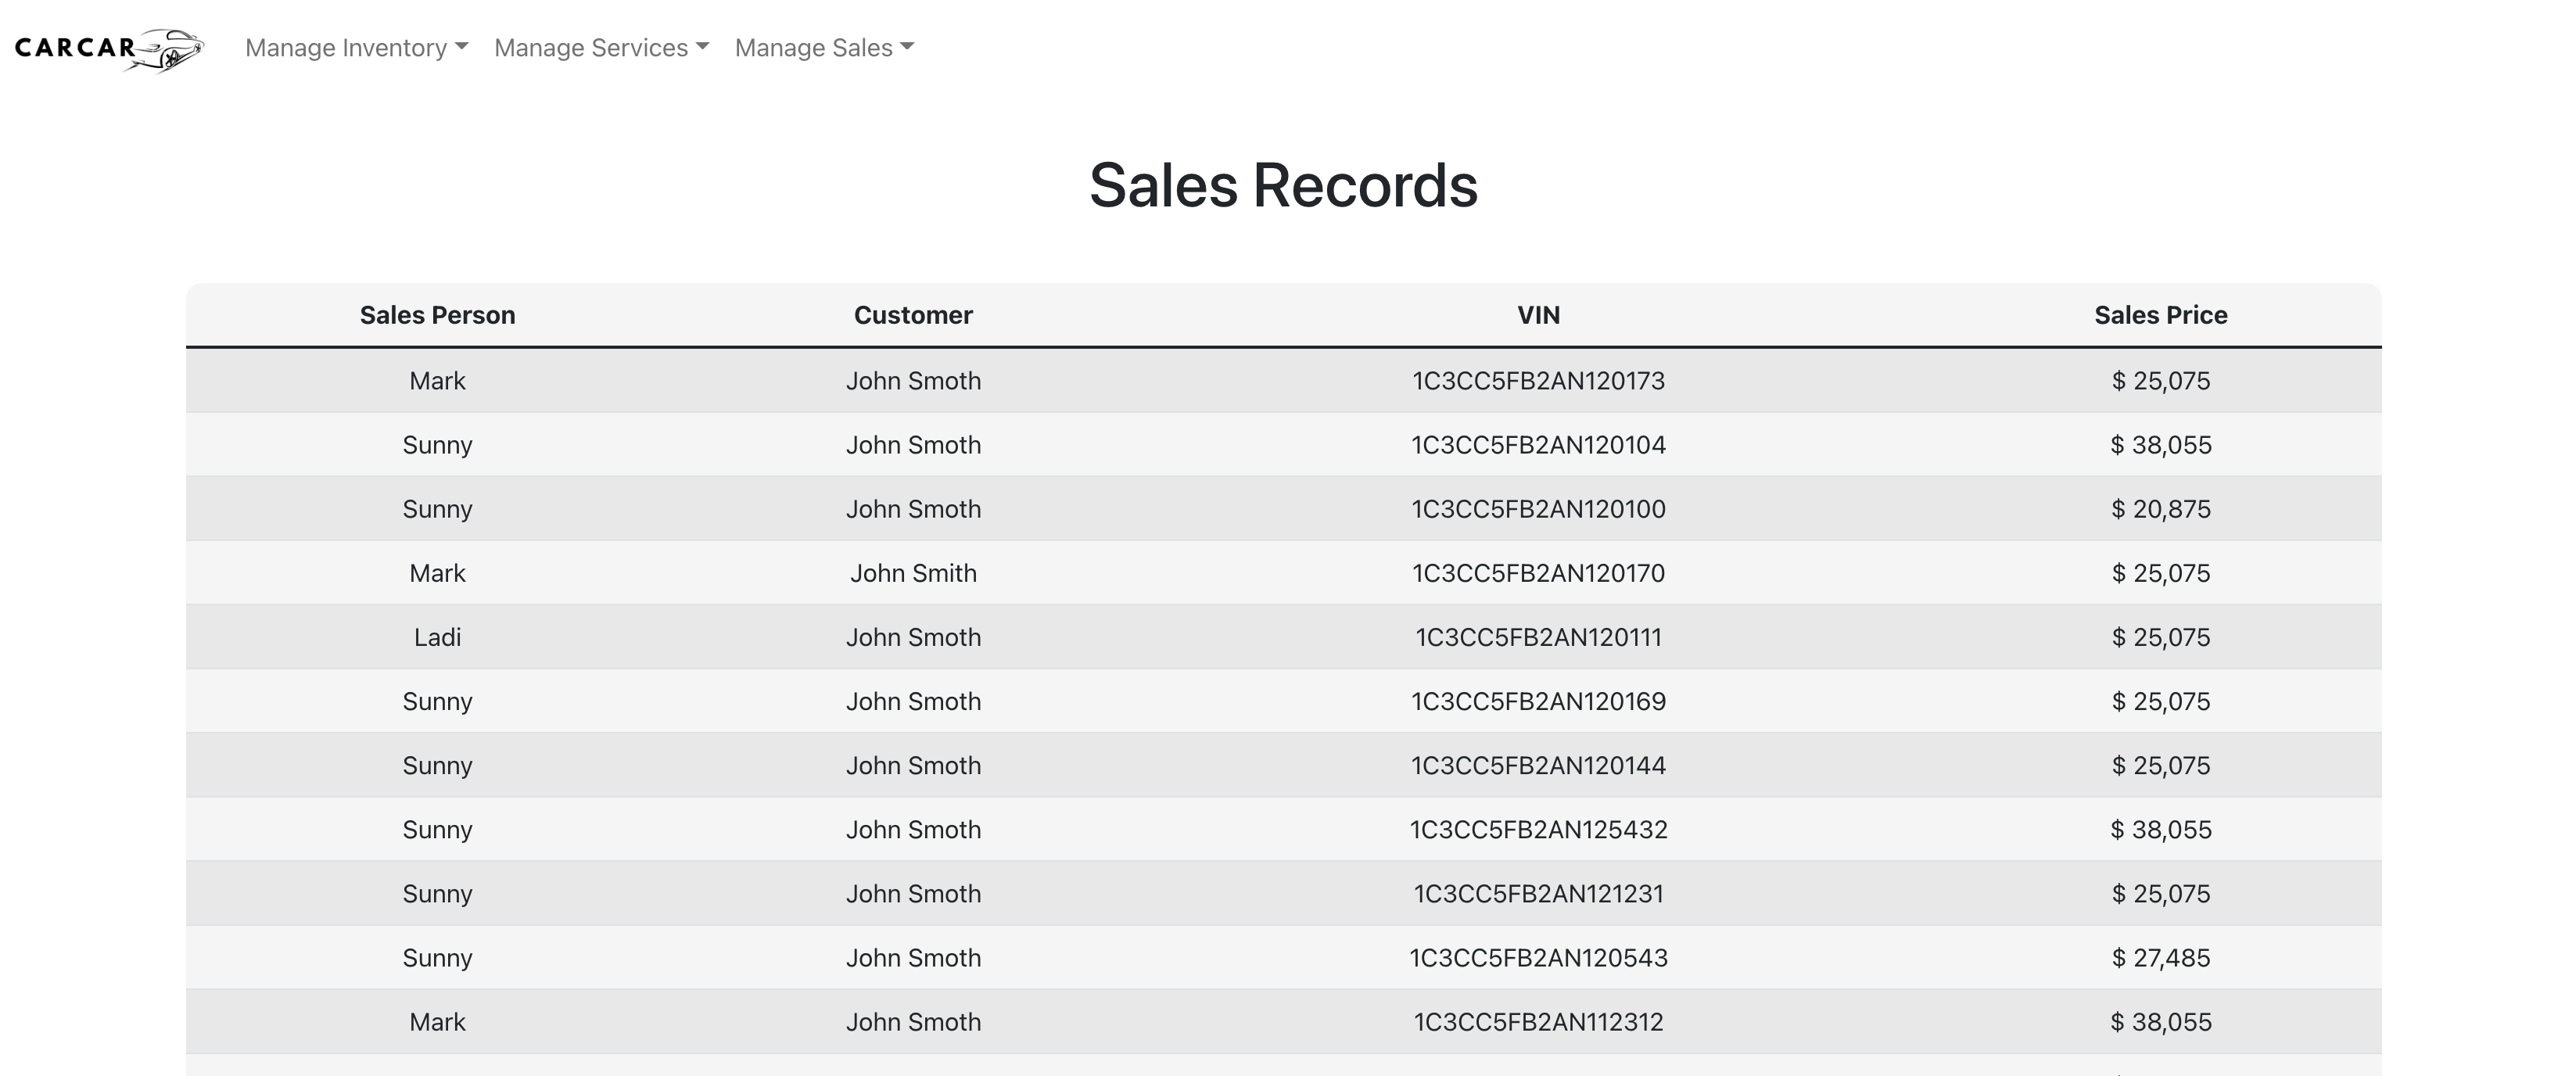 CARCAR Manage Inventory Manage Services Manage Sales
Sales Records
Sales Person Customer VIN Sales Price
Mark John Smoth 1C3CC5FB2AN120173 $ 25,075
Sunny John Smoth 1C3CC5FB2AN120104 $ 38,055
Sunny John Smoth 1C3CC5FB2AN120100 $ 20,875
Mark John Smith 1C3CC5FB2AN120170 $ 25,075
Ladi John Smoth 1C3CC5FB2AN120111 $ 25,075
Sunny John Smoth 1C3CC5FB2AN120169 $ 25,075
Sunny John Smoth 1C3CC5FB2AN120144 $ 25,075
Sunny John Smoth 1C3CC5FB2AN125432 $ 38,055
Sunny John Smoth 1C3CC5FB2AN121231 $ 25,075
Sunny John Smoth 1C3CC5FB2AN120543 $ 27,485
Mark John Smoth 1C3CC5FB2AN112312 $ 38,055